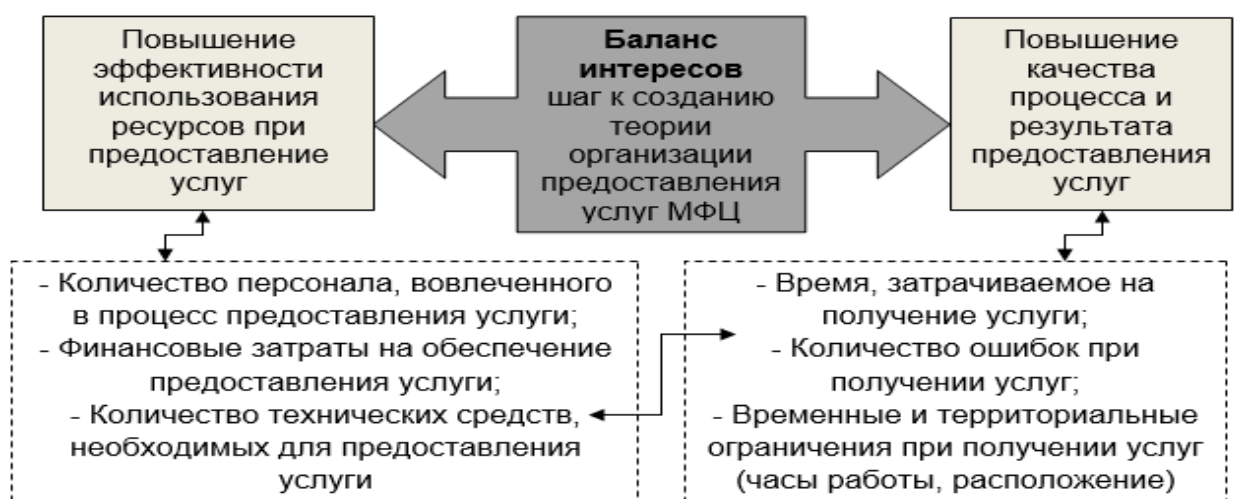 Повышение
эффективности
использования
ресурсов при
предоставление
услуг
Баланс
интересов
шаг к созданию
теории
организации
предоставления
услуг МФЦ
Повышение
качества
процесса и
результата
предоставления
услуг
- Количество персонала, вовлеченного
в процесс предоставления услуги;
- Финансовые затраты на обеспечение
предоставления услуги;
- Количество технических средств,
необходимых для предоставления
услуги
- Время, затрачиваемое на
получение услуги;
- Количество ошибок при
получении услуг;
- Временные и территориальные
ограничения при получении услуг
(часы работы, расположение)